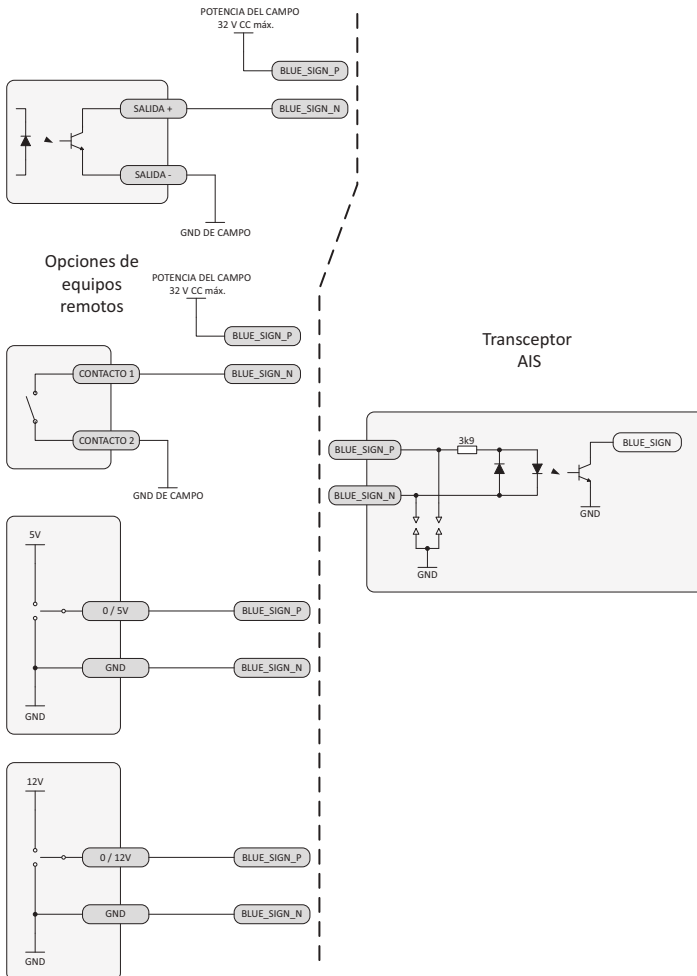 POTENCIA DEL CAMPO
32 V CC máx.
BLUE_SIGN_P
SALIDA +
BLUE_SIGN_N
SALIDA -
GND DE CAMPO
Opciones de
equipos
remotos
POTENCIA DEL CAMPO
32 V CC máx.
BLUE_SIGN_P
CONTACTO 1
BLUE_SIGN_N
CONTACTO 2
GND DE CAMPO
5V
0 / 5V
BLUE_SIGN_P
GND
BLUE_SIGN_N
GND
12V
0 / 12V
BLUE_SIGN_P
GND
BLUE_SIGN_N
GND
Transceptor
AIS
BLUE_SIGN_P
3k9
BLUE_SIGN
BLUE_SIGN_N
GND
GND